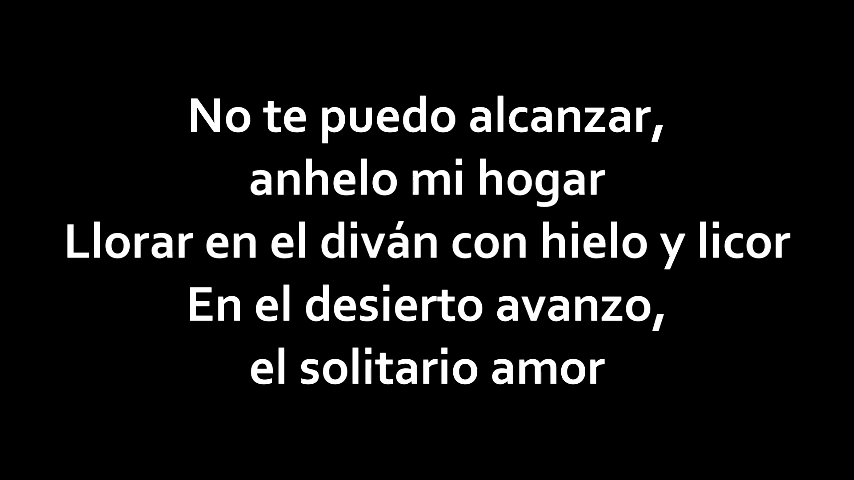 No te puedo alcanzar,
anhelo mi hogar
Llorar en el diván con hielo y licor
En el desierto avanzo,
el solitario amor